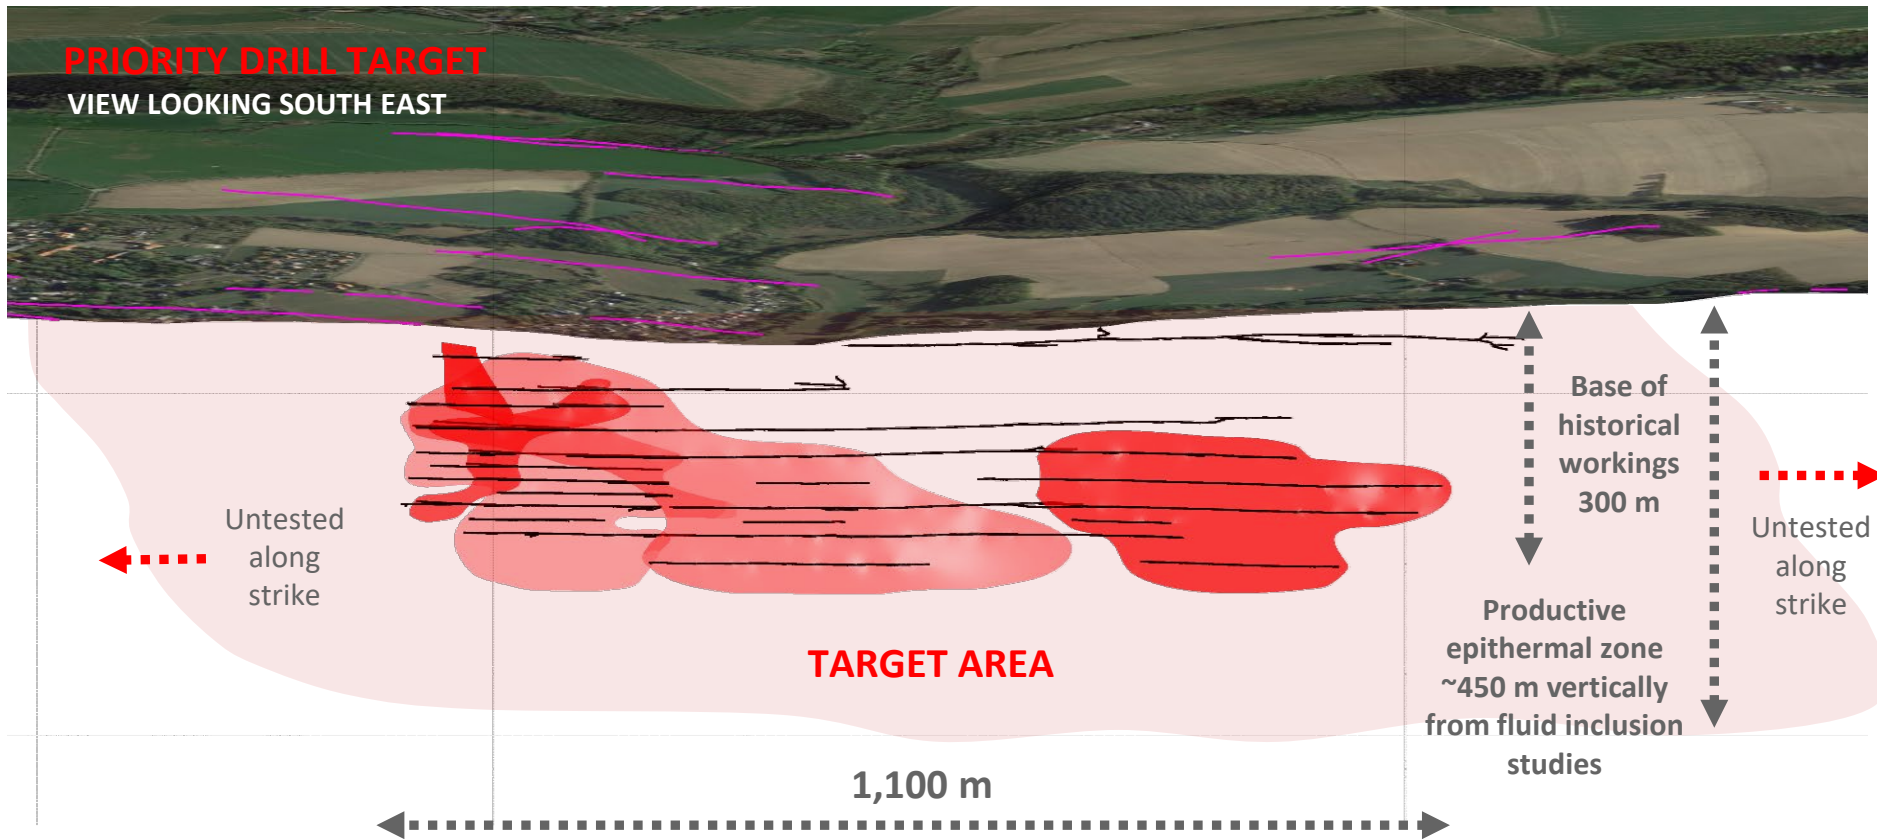 PRIORITY DRILL TARGET
VIEW LOOKING SOUTH EAST
Base of
historical
workings
300 m
Untested
along
strike
Untested
along
strike
Productive
epithermal zone
~450 m vertically
from fluid inclusion
studies
TARGET AREA
1,100 m